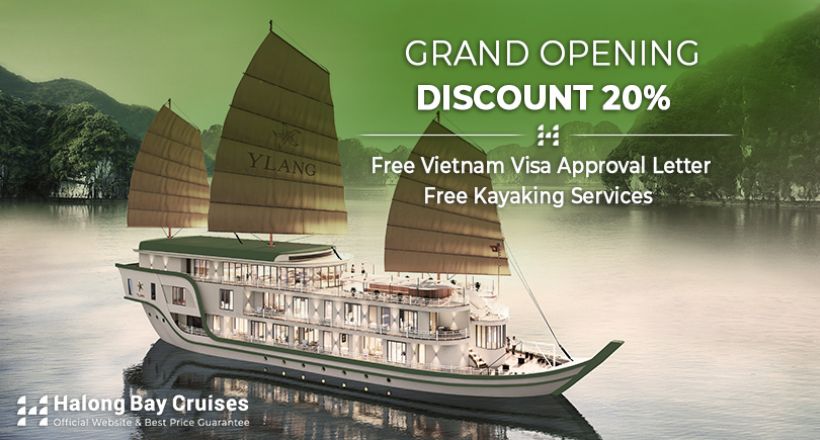 GRAND OPENING
DISCOUNT 20%
Free Vietnam Visa Approval Letter
Free Kayaking Services
YLANG
Halong Bay Cruises
Official Website & Best Price Guarantee